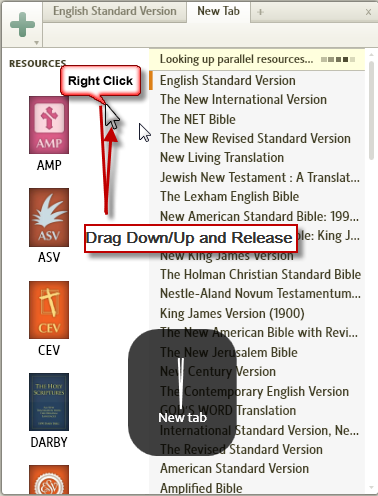 English Standard Version
New Tab
+
x
RESOURCES
Looking up parallel resources...
Right Click
AMP
AMP
ASV
ASV
CEV
CEV
THE HOLY
SCRIPTURES
DARBY
English Standard Version
The New International Version
The NET Bible
The New Revised Standard Version
New Living Translation
Jewish New Testament : A Translat...
The Lexham English Bible
New American Standard Bible: 199...
Drag Down/Up and Release
ble: King J...
New King James Version
The Holman Christian Standard Bible
Nestle-Aland Novum Testamentum...
King James Version (1900)
The New American Bible with Revi...
The New Jerusalem Bible
New Century Version
The Contemporary English Version
GOD'S WORD Translation
New tab
International Standard Version, Ne...
The Revised Standard Version
American Standard Version
Amplified Bible